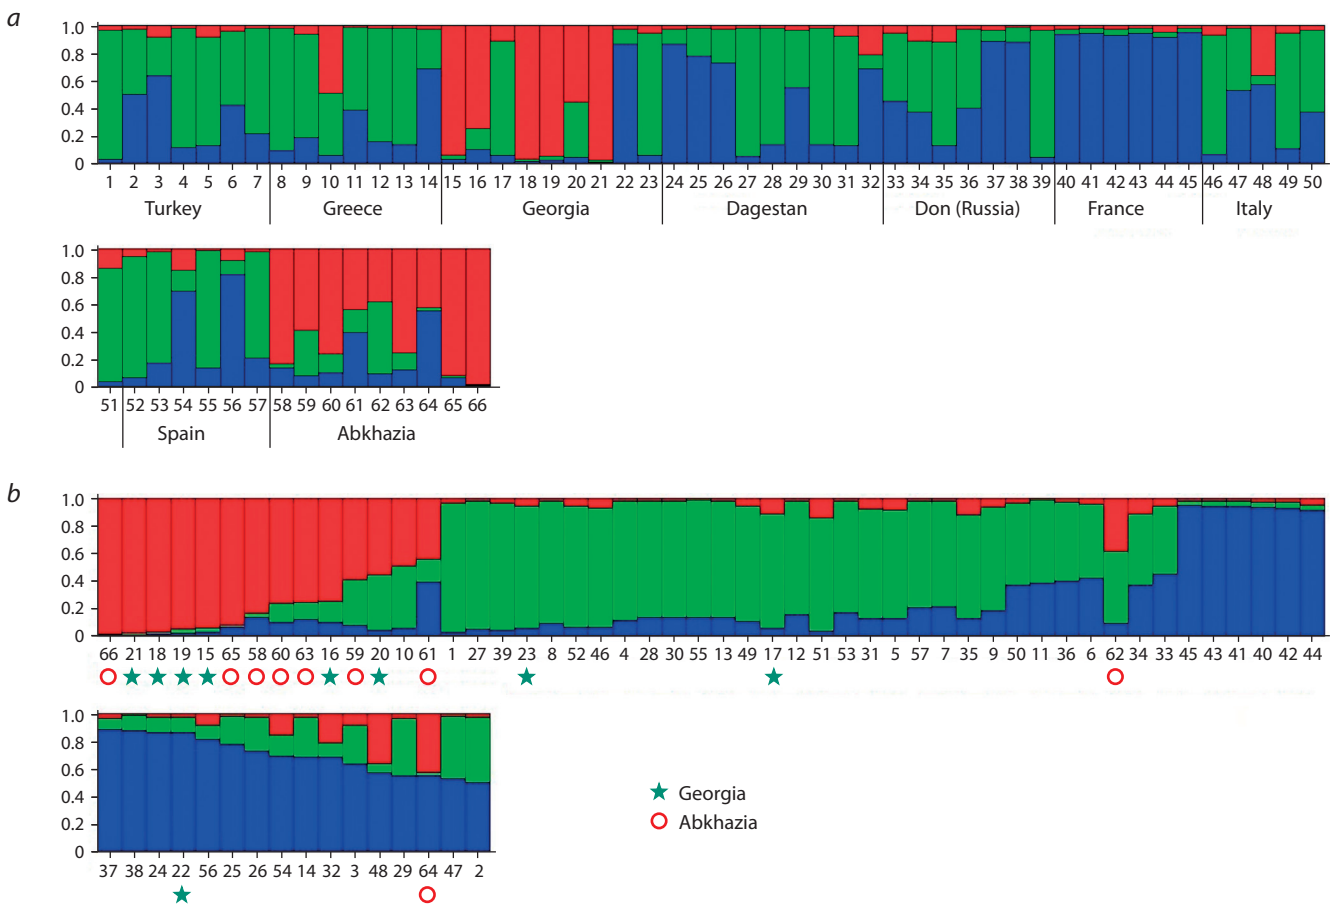 a
1.0
0.8
0.6
0.4
0.2
0
1 2 3 4 5 6 7 8 9 10 11 12 13 14 15 16 17 18 19 20 21 22 23 24 25 26 27 28 29 30 31 32 33 34 35 36 37 38 39 40 41 42 43 44 45 46 47 48 49 50
Turkey Greece Georgia Dagestan Don (Russia) France Italy
1.0
0.8
0.6
0.4
0.2
0
51 52 53 54 55 56 57 58 59 60 61 62 63 64 65 66
Spain Abkhazia
b
1.0
0.8
0.6
0.4
0.2
0
66 21 18 19 15 65 58 60 63 16 59 20 10 61 1 27 39 23 8 52 46 4 28 30 55 13 49 17 12 51 53 31 5 57 7 35 9 50 11 36 6 62 34 33 45 43 41 40 42 44
1.0
0.8
0.6
0.4
0.2
0
37 38 24 22 56 25 26 54 14 32 3 48 29 64 47 2
Georgia
Abkhazia